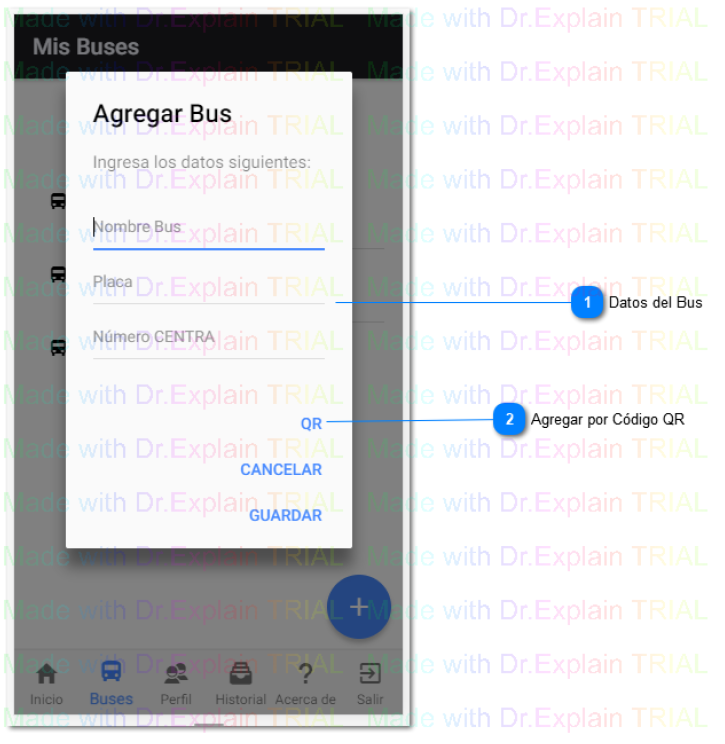 Mis Buses
Agregar Bus
Ingresa los datos siguientes:
Nombre Bus
Placa
1 Datos del Bus
Número CENTRA
QR
2 Agregar por Código QR
CANCELAR
GUARDAR
+
Inicio Buses Perfil Historial Acerca de Salir
Made with Dr.Explain TRIAL Made with Dr.Explain TRIAL
Made with Dr.Explain TRIAL Made with Dr.Explain TRIAL
Made with Dr.Explain TRIAL Made with Dr.Explain TRIAL
Made with Dr.Explain TRIAL Made with Dr.Explain TRIAL
Made with Dr.Explain TRIAL Made with Dr.Explain TRIAL
Made with Dr.Explain TRIAL Made with Dr.Explain TRIAL
Made with Dr.Explain TRIAL Made with Dr.Explain TRIAL
Made with Dr.Explain TRIAL Made with Dr.Explain TRIAL
Made with Dr.Explain TRIAL Made with Dr.Explain TRIAL
Made with Dr.Explain TRIAL Made with Dr.Explain TRIAL
Made with Dr.Explain TRIAL Made with Dr.Explain TRIAL
Made with Dr.Explain TRIAL Made with Dr.Explain TRIAL
Made with Dr.Explain TRIAL Made with Dr.Explain TRIAL
Made with Dr.Explain TRIAL Made with Dr.Explain TRIAL